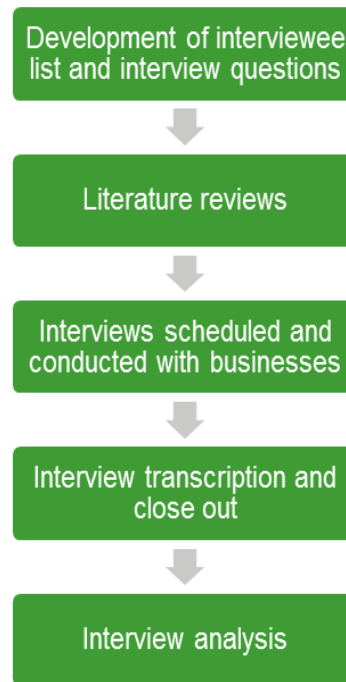 Development of interviewee
list and interview questions
Literature reviews
Interviews scheduled and
conducted with businesses
Interview transcription and
close out
Interview analysis